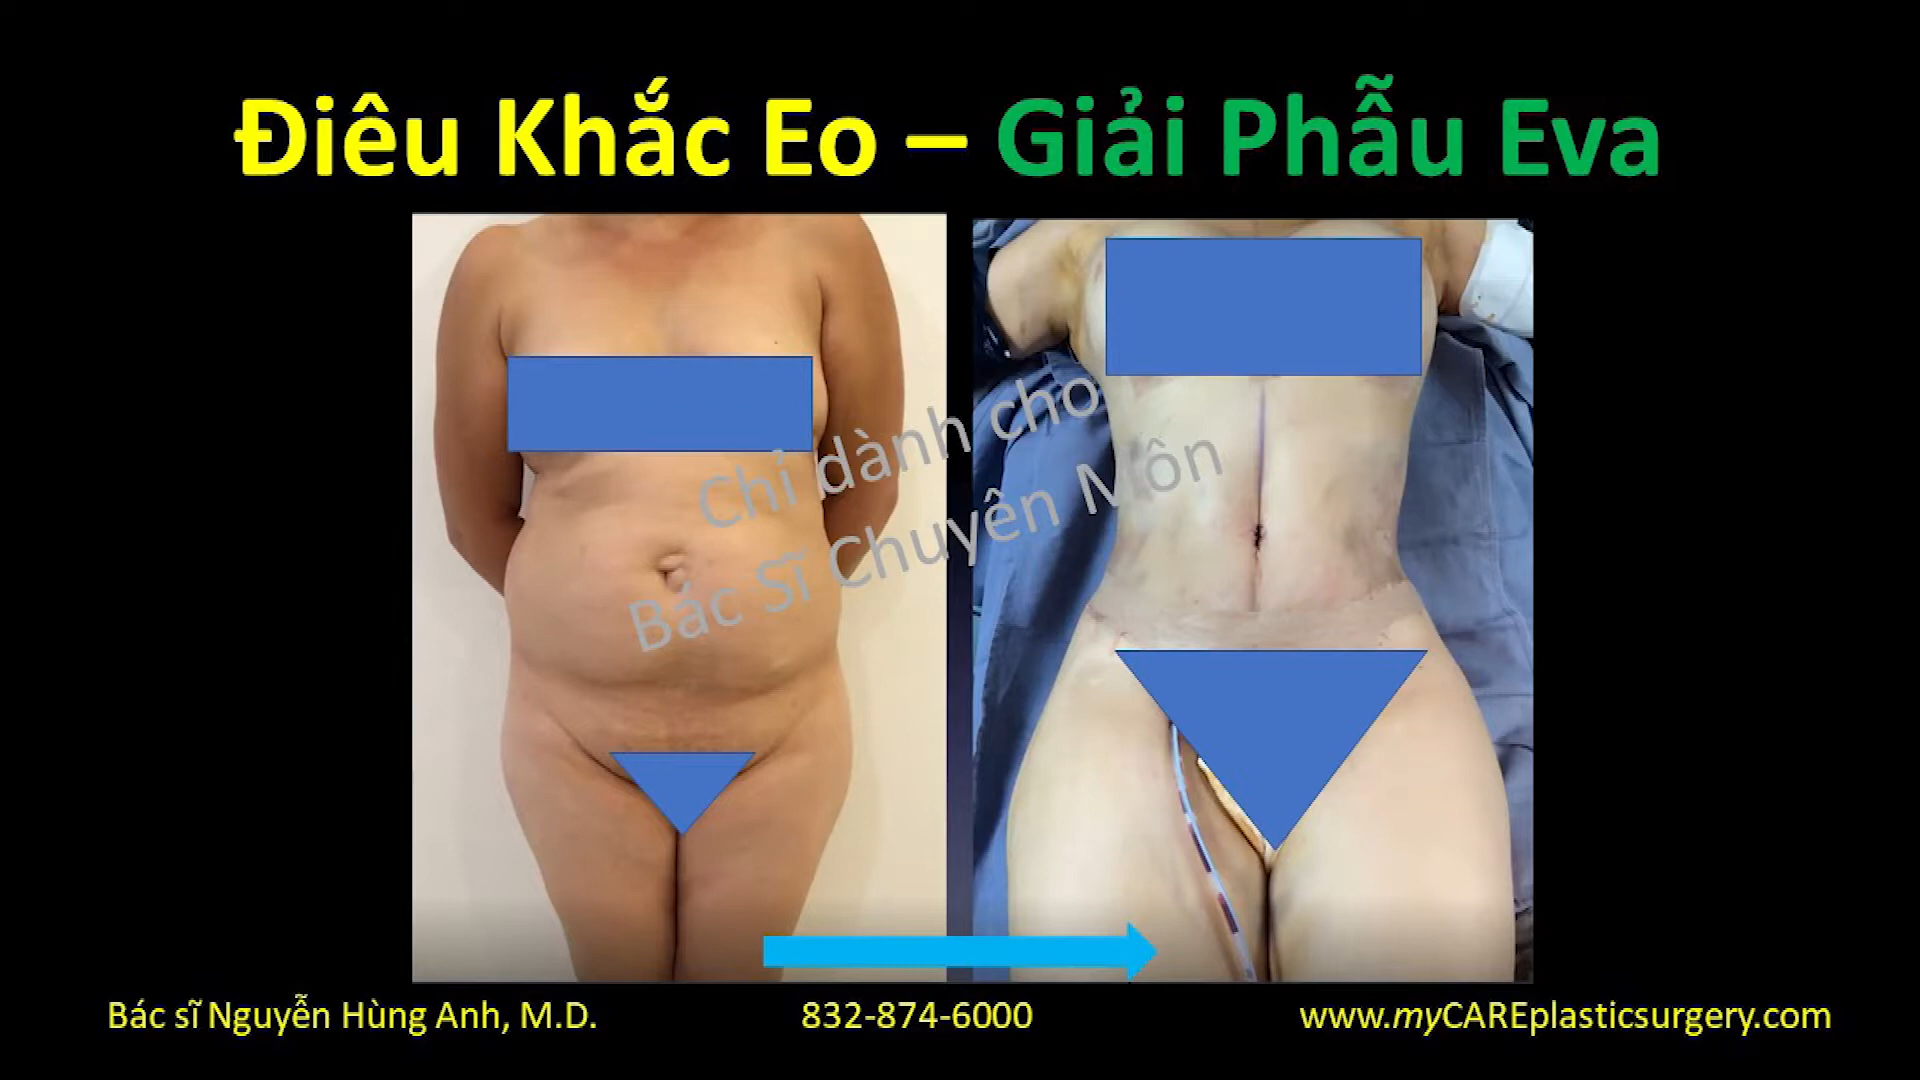 Điêu Khắc Eo – Giải Phẫu Eva
Chỉ dành cho
Bác Sĩ Chuyên Môn
Bác sĩ Nguyễn Hùng Anh, M.D.
832-874-6000
www.myCAREplasticsurgery.com